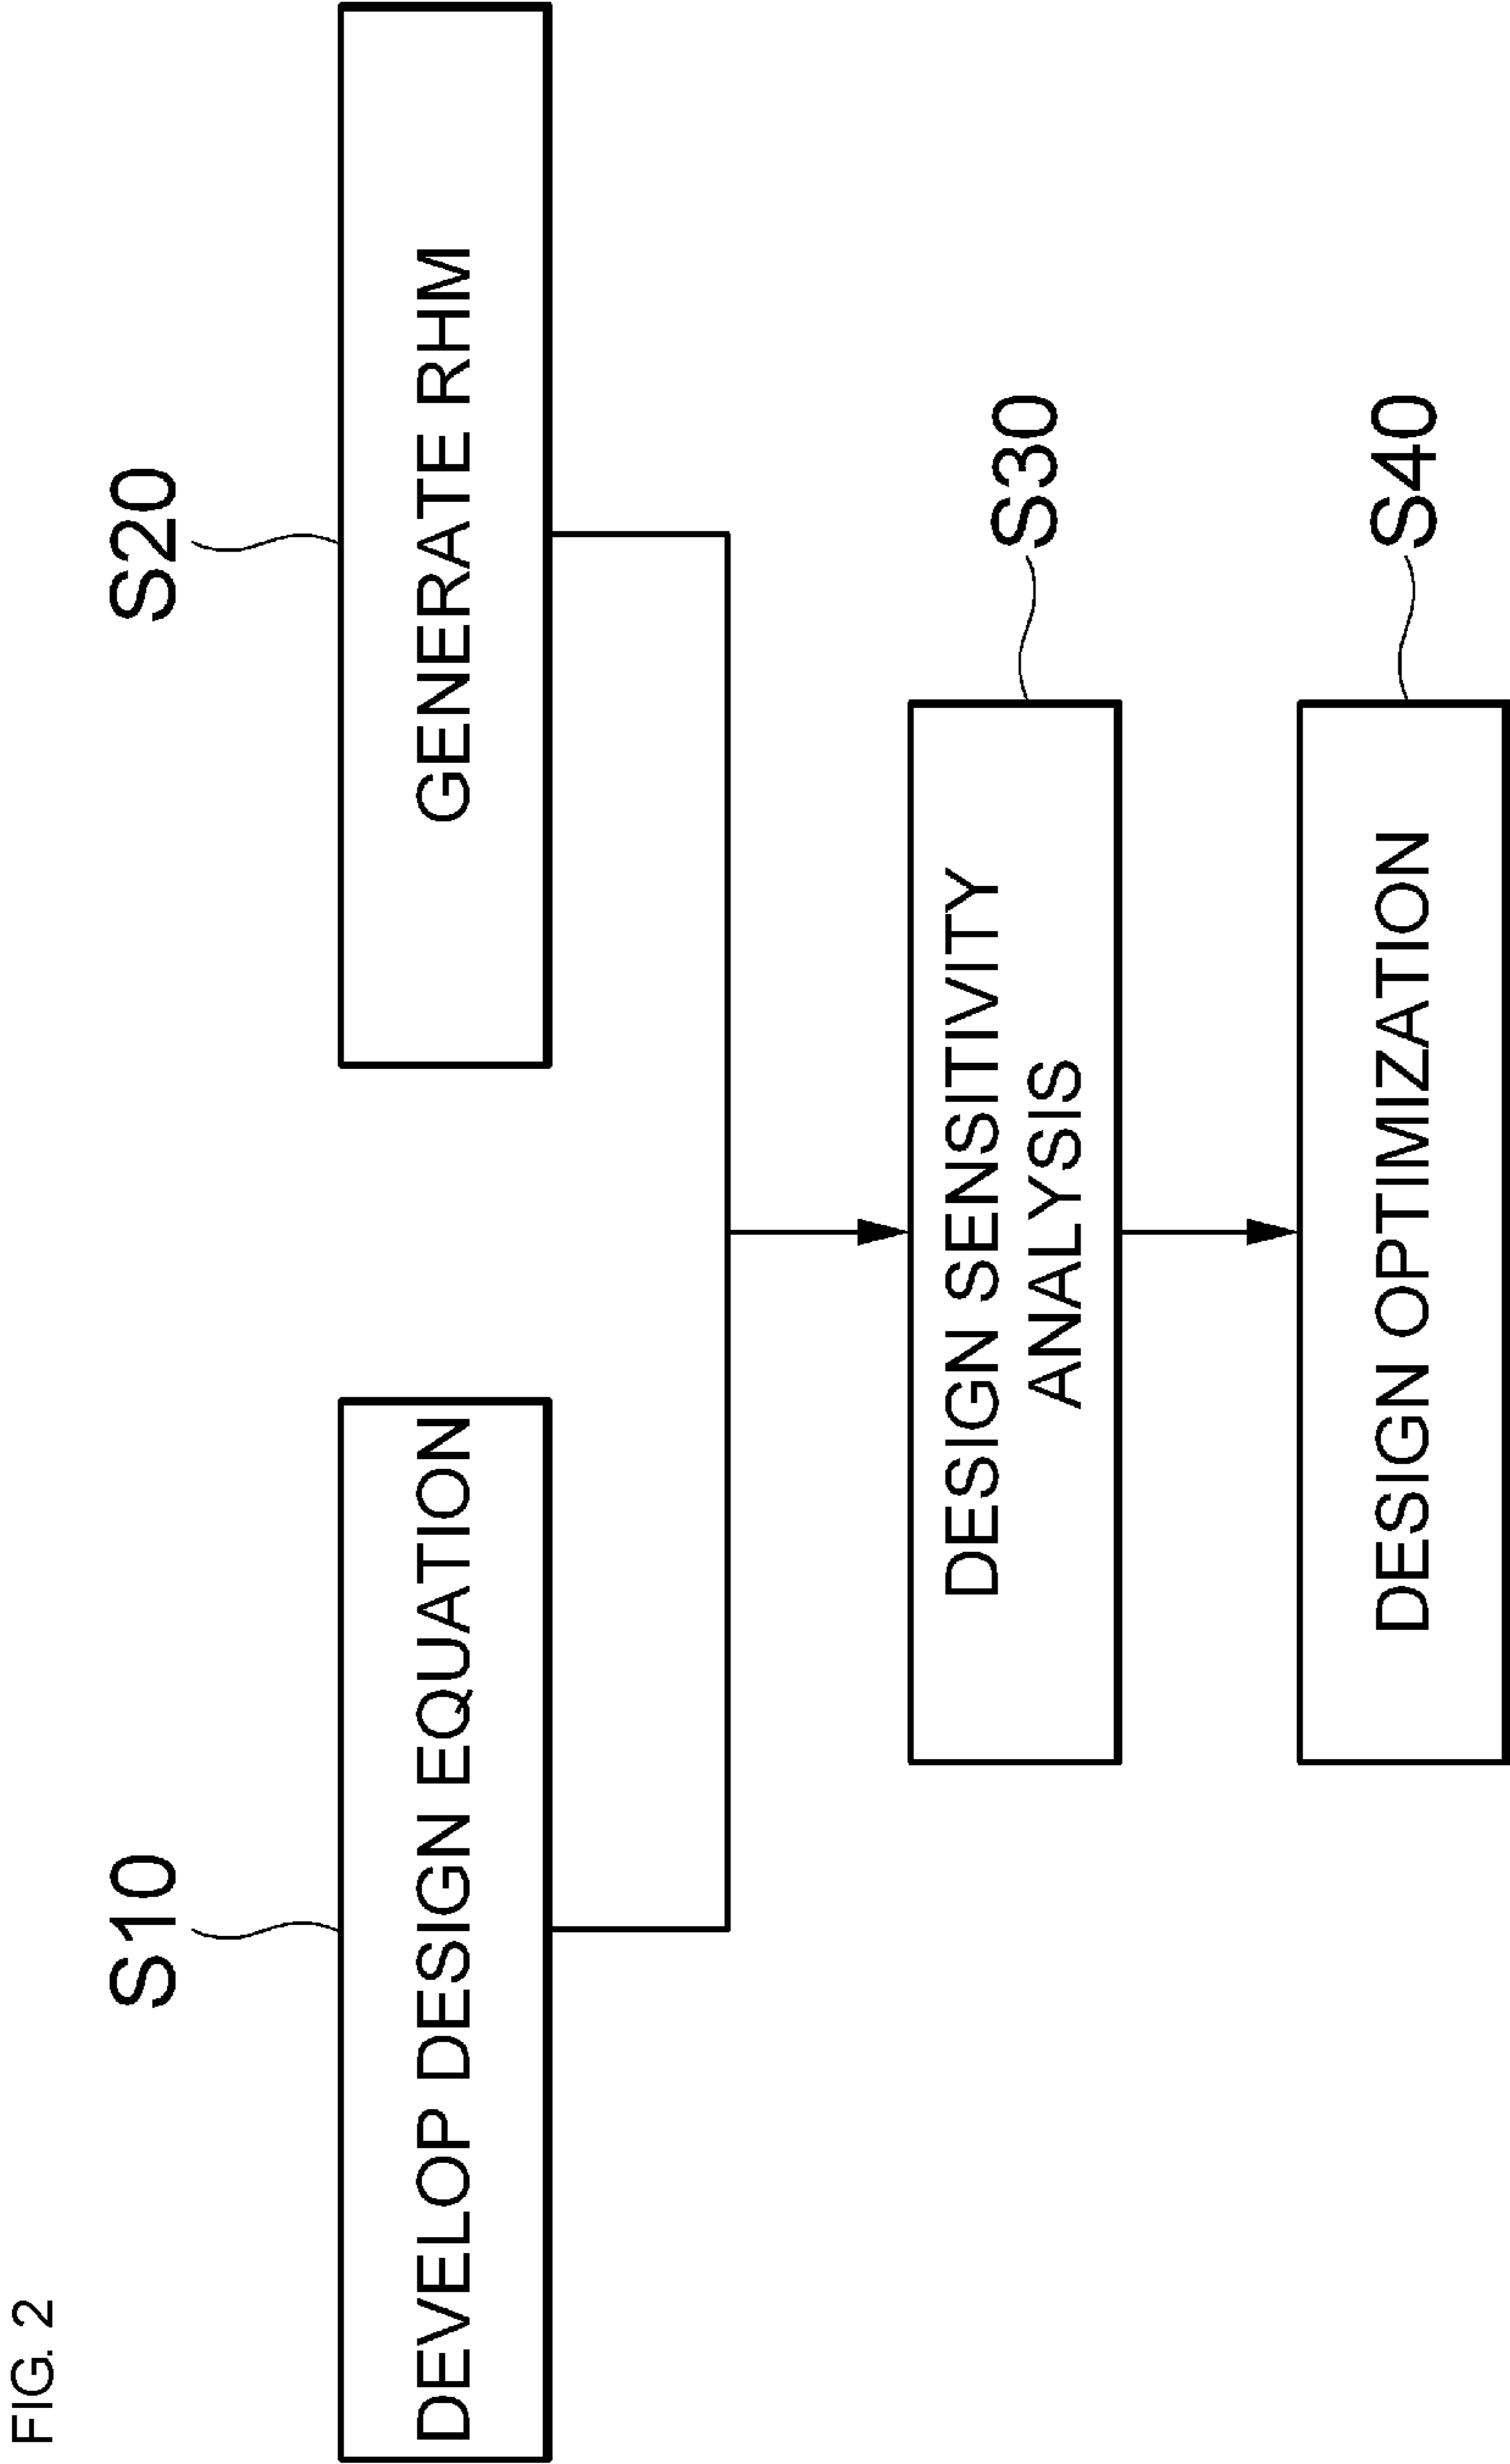 FIG. 2
S10
S20
DEVELOP DESIGN EQUATION
GENERATE RHM
S30
DESIGN SENSITIVITY
ANALYSIS
S40
DESIGN OPTIMIZATION